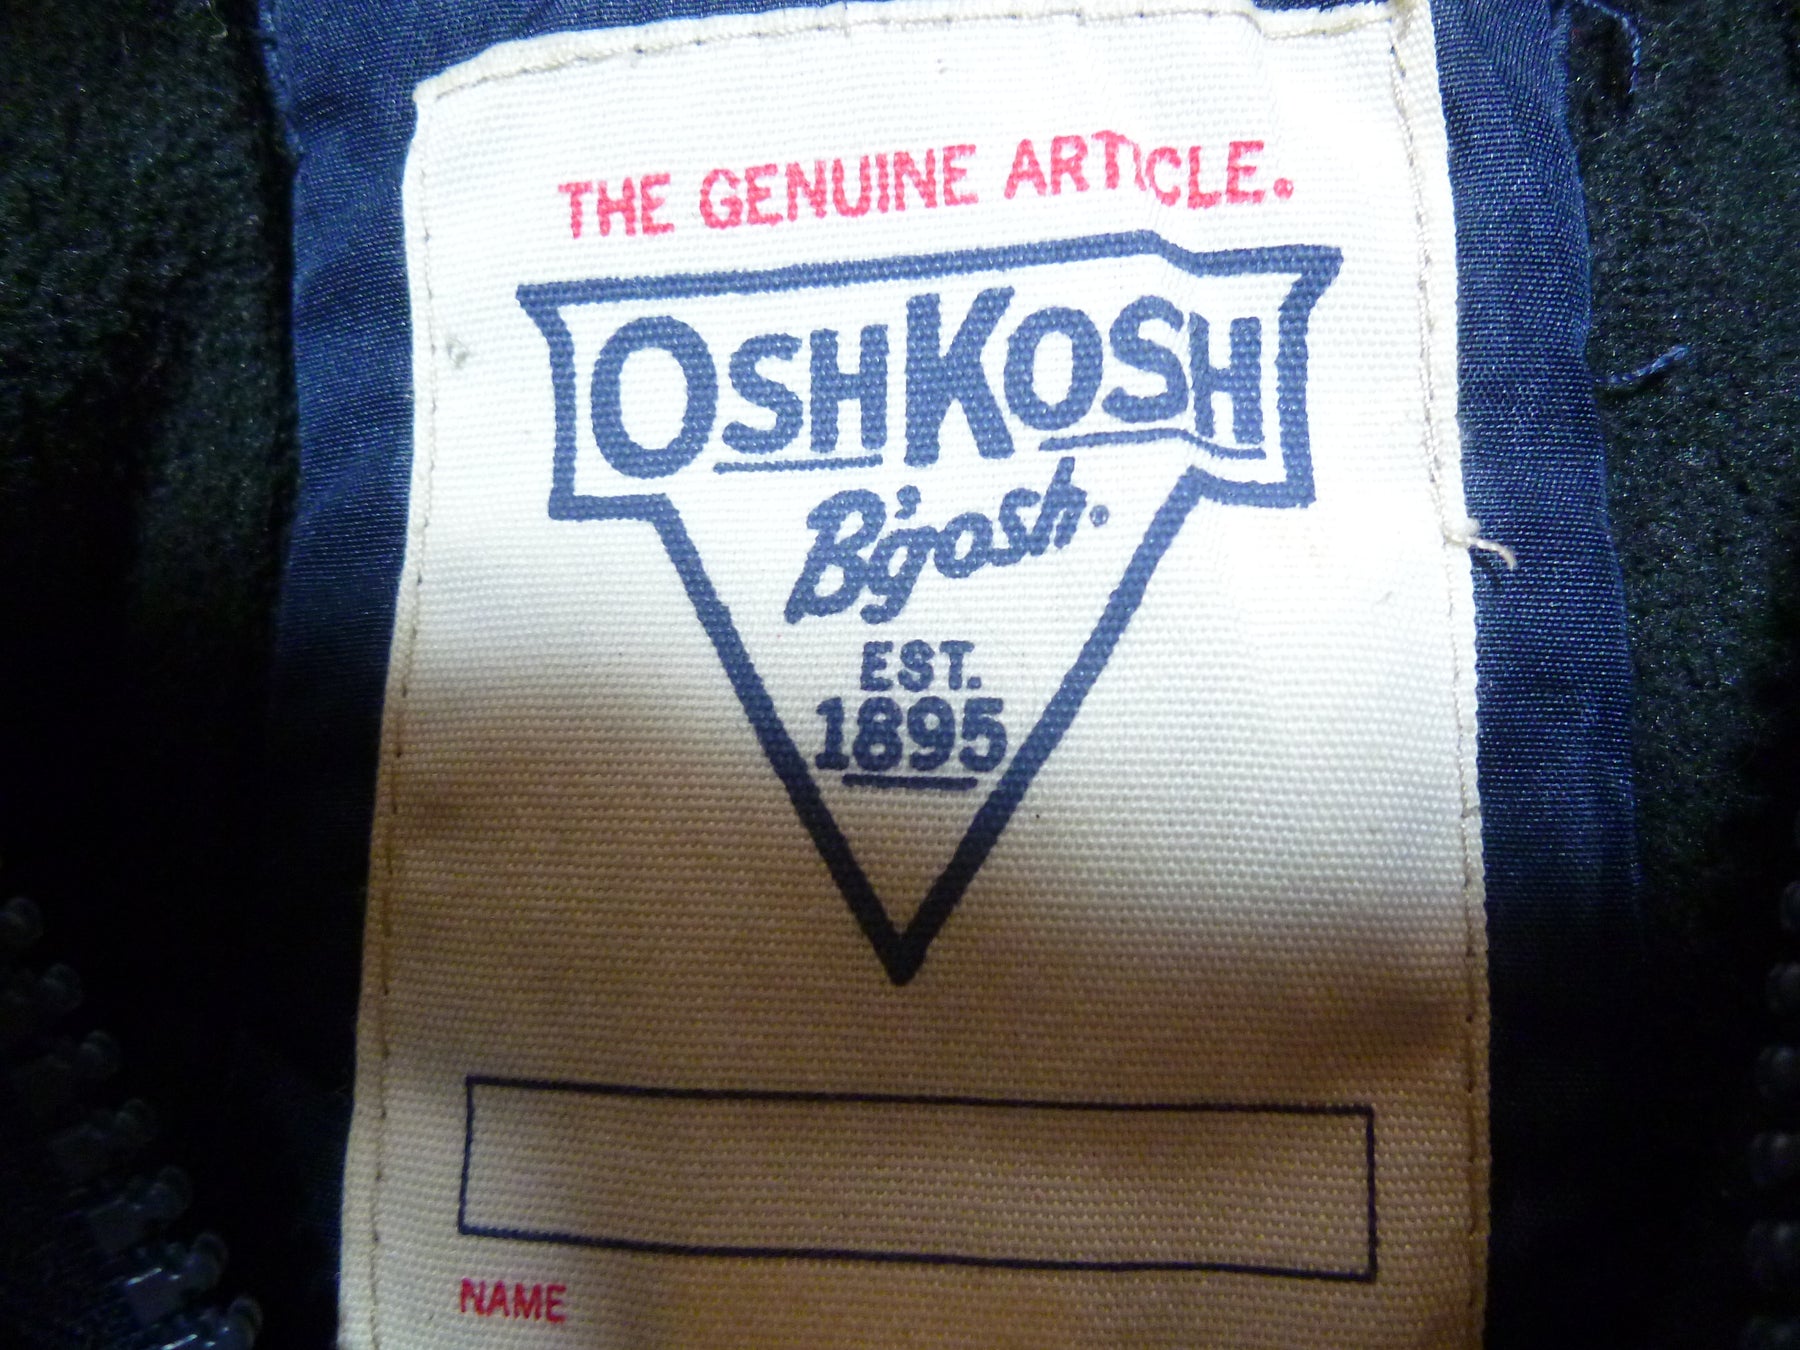 THE GENUINE ARTICLE.
OSHKOSH
B'gosh.
EST.
1895
NAME